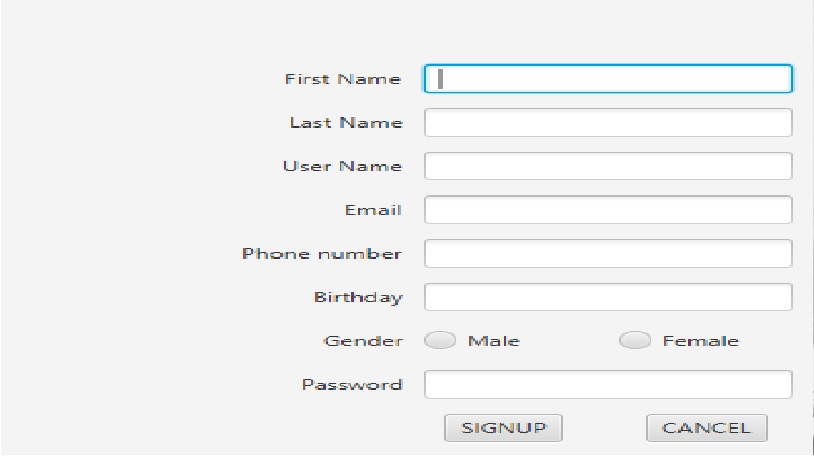 First Name
Last Name
User Name
Email
Phone number
Birthday
Gender Male Female
Password
SIGNUP CANCEL